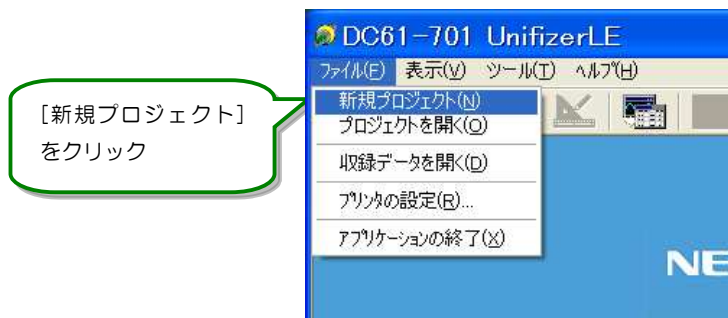 DC61-701 UnifizerLE
ファイル(F) 表示(V) ツール(T) ヘルプ(H)
[新規プロジェクト]
をクリック
新規プロジェクト(N)
プロジェクトを開く(O)
収録データを開く(D)
プリンタの設定(R)...
アプリケーションの終了(X)
NE